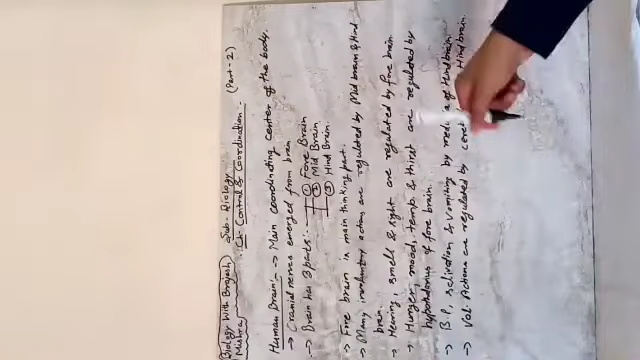 Biology With Brajesh
Mishra
Sub- Biology
Ch- Control & Coordination. (Part-2)
Human Brain:- → Main coordinating center of the body.
→ Cranial nerves emerged from brain
→ Brain has 3 parts:- ① Fore Brain
② Mid Brain.
③ Hind Brain.
→ Fore brain is main thinking part.
→ Many involuntary actions are regulated by Mid brain & Hind
brain.
→ Hearing, smell & sight are regulated by fore brain
→ Hunger, mood, temp. & thirst are regulated by
hypothalamus of fore brain.
→ B.P, salivation & vomiting by of Hind brain
→ Vol. Actions are regulated by Hind brain.